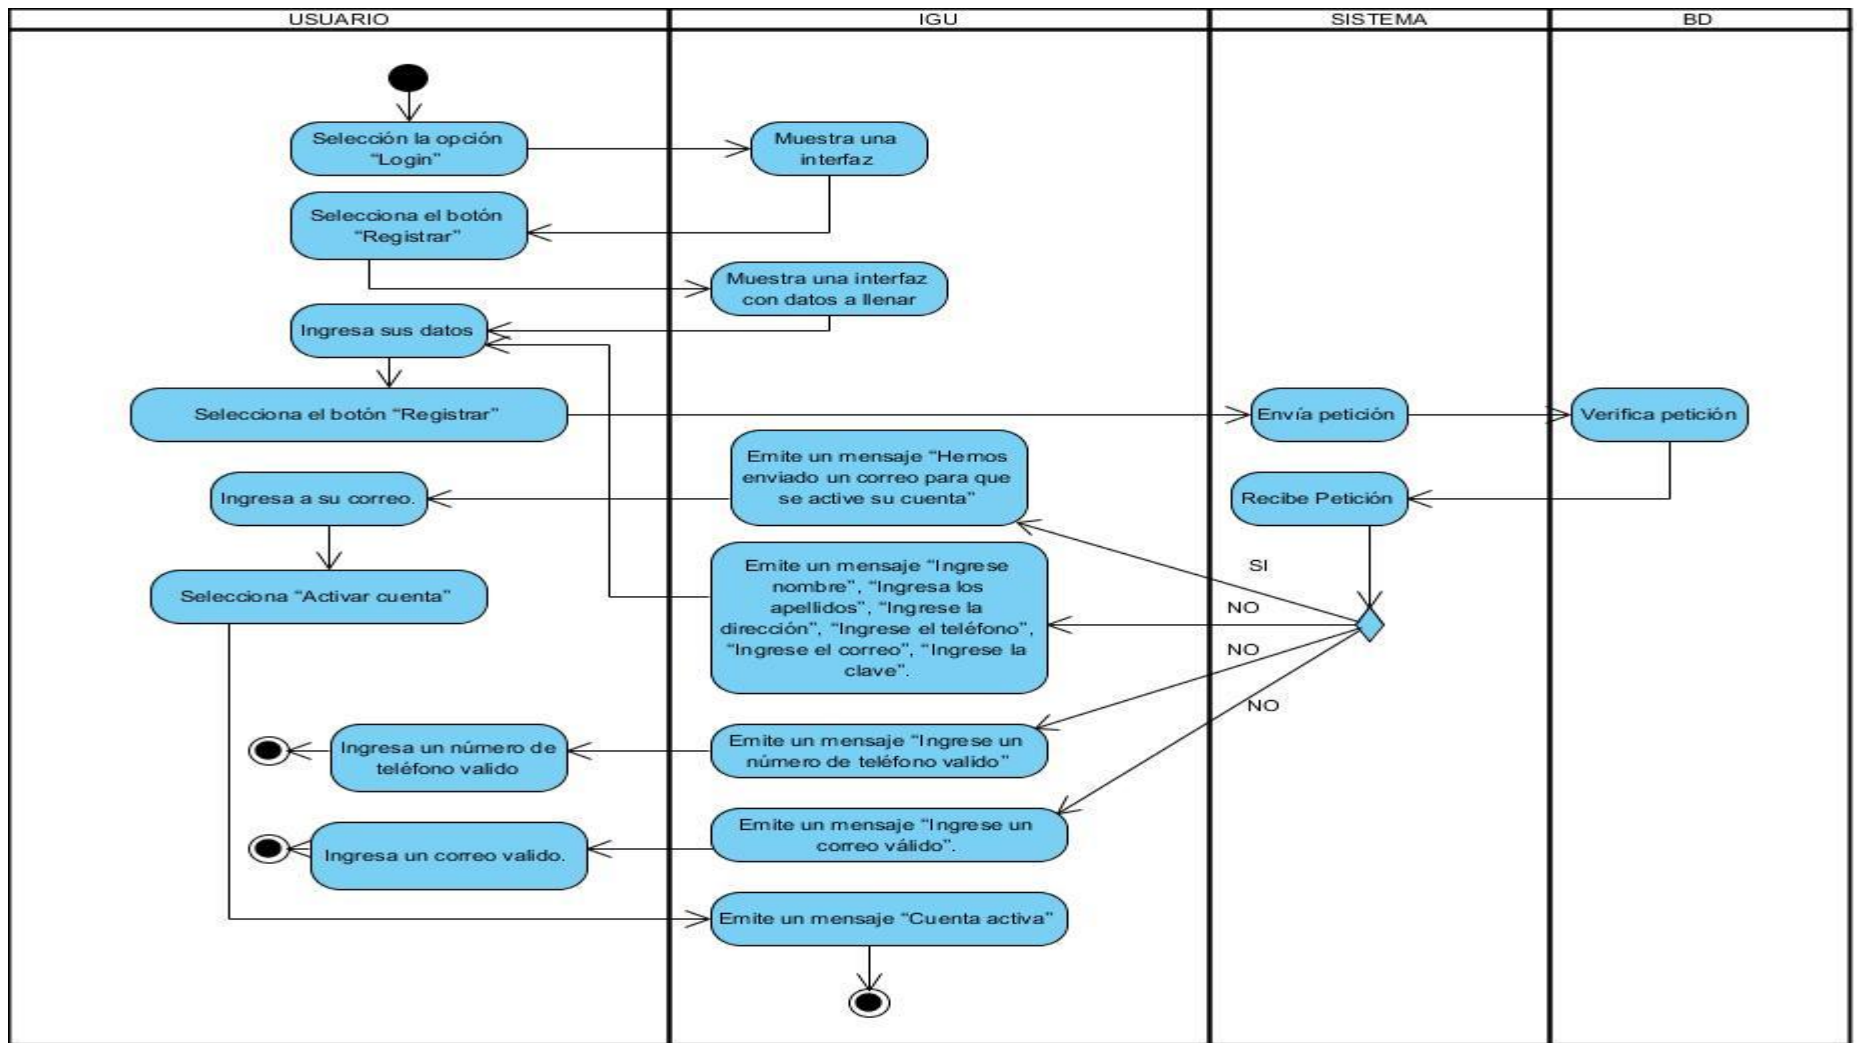 USUARIO
IGU
SISTEMA
BD
Selección la opción
“Login”
Muestra una
interfaz
Selecciona el botón
“Registrar”
Muestra una interfaz
con datos a llenar
Ingresa sus datos
Selecciona el botón “Registrar”
Envía petición
Verifica petición
Emite un mensaje “Hemos
enviado un correo para que
se active su cuenta”
Ingresa a su correo.
Recibe Petición
SI
NO
NO
NO
Emite un mensaje “Ingrese
nombre”, “Ingresa los
apellidos”, “Ingrese la
dirección”, “Ingrese el teléfono”,
“Ingrese el correo”, “Ingrese la
clave”.
Selecciona “Activar cuenta”
Ingresa un número de
teléfono valido
Emite un mensaje “Ingrese un
número de teléfono valido”
Ingresa un correo valido.
Emite un mensaje “Ingrese un
correo válido”.
Emite un mensaje “Cuenta activa”